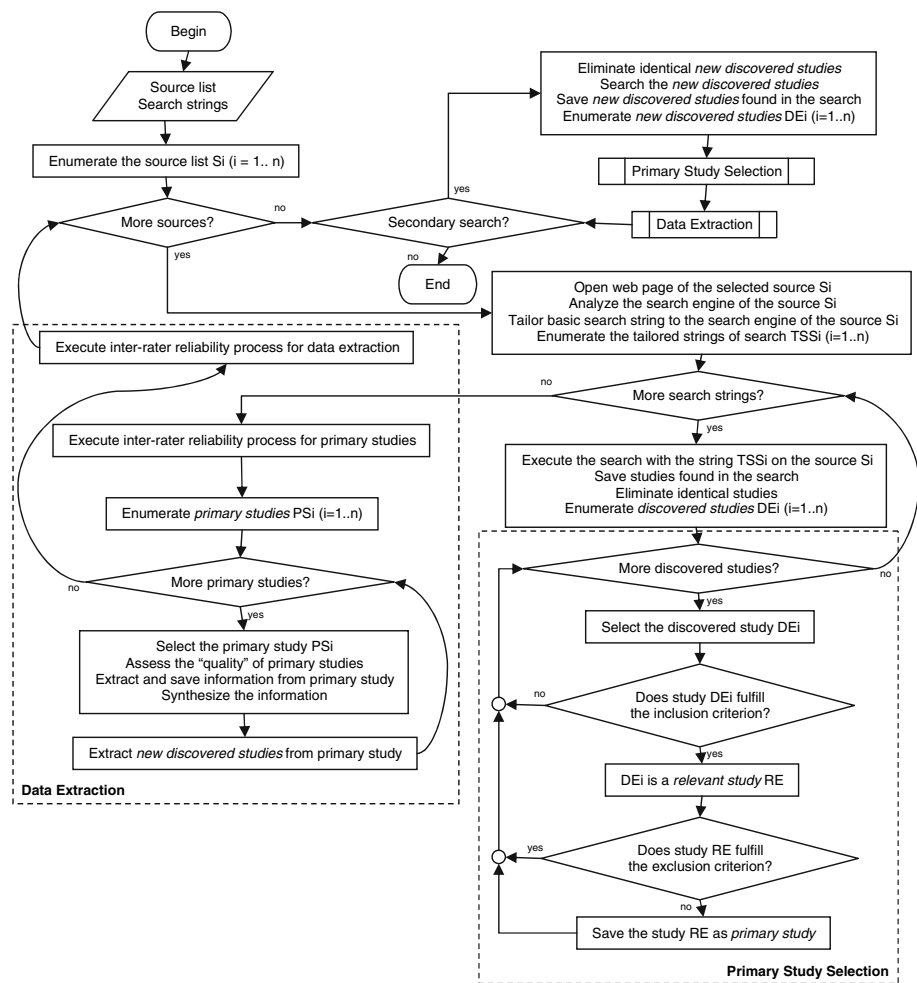 Begin
Source list
Search strings
Enumerate the source list Si (i = 1.. n)
More sources?
no
yes
Secondary search?
yes
no
End
Eliminate identical new discovered studies
Search the new discovered studies
Save new discovered studies found in the search
Enumerate new discovered studies DEi (i=1..n)
Primary Study Selection
Data Extraction
Open web page of the selected source Si
Analyze the search engine of the source Si
Tailor basic search string to the search engine of the source Si
Enumerate the tailored strings of search TSSi (i=1..n)
More search strings?
no
yes
Execute the search with the string TSSi on the source Si
Save studies found in the search
Eliminate identical studies
Enumerate discovered studies DEi (i=1..n)
More discovered studies?
no
yes
Select the discovered study DEi
Does study DEi fulfill
the inclusion criterion?
no
yes
DEi is a relevant study RE
Does study RE fulfill
the exclusion criterion?
yes
no
Save the study RE as primary study
Primary Study Selection
Execute inter-rater reliability process for data extraction
Execute inter-rater reliability process for primary studies
Enumerate primary studies PSi (i=1..n)
More primary studies?
no
yes
Select the primary study PSi
Assess the “quality” of primary studies
Extract and save information from primary study
Synthesize the information
Extract new discovered studies from primary study
Data Extraction